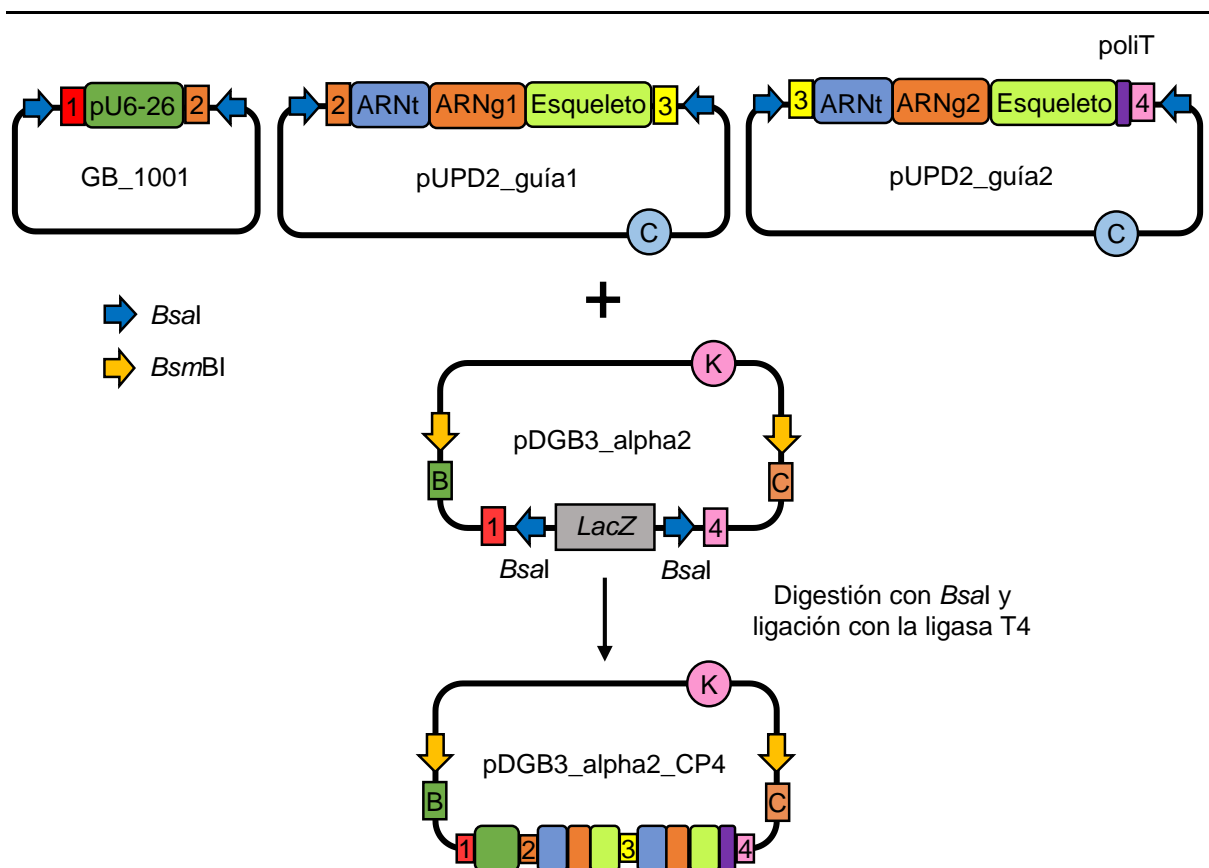 poliT
1 pU6-26 2
2 ARNt ARNg1 Esqueleto 3
3 ARNt ARNg2 Esqueleto 4
GB_1001
pUPD2_guía1
pUPD2_guía2
C
C
+
BsaI
BsmBI
K
pDGB3_alpha2
B
C
1 LacZ 4
BsaI
BsaI
Digestión con BsaI y
ligación con la ligasa T4
K
pDGB3_alpha2_CP4
B
C
1 2 3 4